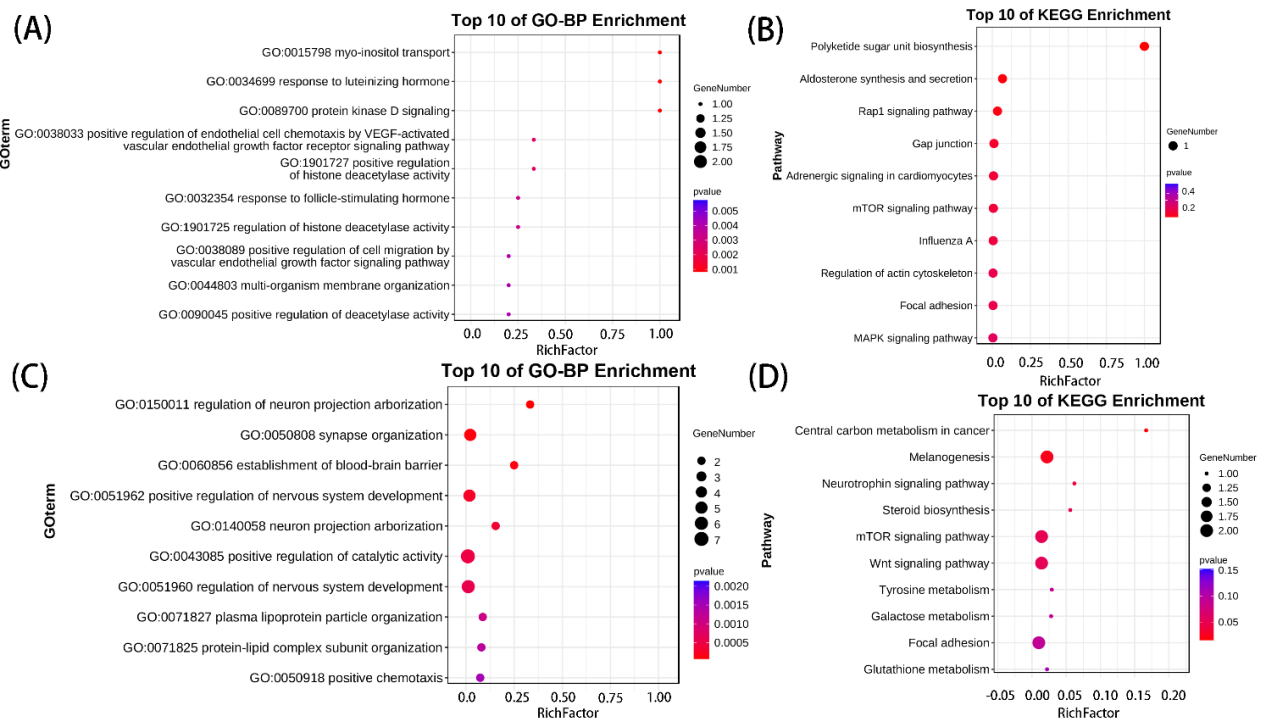 (A)
Top 10 of GO-BP Enrichment
GOterm
GO:0015798 myo-inositol transport
GO:0034699 response to luteinizing hormone
GO:0089700 protein kinase D signaling
GO:0038033 positive regulation of endothelial cell chemotaxis by VEGF-activated
vascular endothelial growth factor receptor signaling pathway
GO:1901727 positive regulation
of histone deacetylase activity
GO:0032354 response to follicle-stimulating hormone
GO:1901725 regulation of histone deacetylase activity
GO:0038089 positive regulation of cell migration by
vascular endothelial growth factor signaling pathway
GO:0044803 multi-organism membrane organization
GO:0090045 positive regulation of deacetylase activity
0.0 0.25 0.50 0.75 1.00
RichFactor
GeneNumber
1.00
1.25
1.50
1.75
2.00
pvalue
0.005
0.004
0.003
0.002
0.001
(B)
Top 10 of KEGG Enrichment
Pathway
Polyketide sugar unit biosynthesis
Aldosterone synthesis and secretion
Rap1 signaling pathway
Gap junction
Adrenergic signaling in cardiomyocytes
mTOR signaling pathway
Influenza A
Regulation of actin cytoskeleton
Focal adhesion
MAPK signaling pathway
0.0 0.25 0.50 0.75 1.00
RichFactor
GeneNumber
1
pvalue
0.4
0.2
(C)
Top 10 of GO-BP Enrichment
GOterm
GO:0150011 regulation of neuron projection arborization
GO:0050808 synapse organization
GO:0060856 establishment of blood-brain barrier
GO:0051962 positive regulation of nervous system development
GO:0140058 neuron projection arborization
GO:0043085 positive regulation of catalytic activity
GO:0051960 regulation of nervous system development
GO:0071827 plasma lipoprotein particle organization
GO:0071825 protein-lipid complex subunit organization
GO:0050918 positive chemotaxis
0.0 0.25 0.50 0.75 1.00
RichFactor
GeneNumber
2
3
4
5
6
7
pvalue
0.0020
0.0015
0.0010
0.0005
(D)
Top 10 of KEGG Enrichment
Pathway
Central carbon metabolism in cancer
Melanogenesis
Neurotrophin signaling pathway
Steroid biosynthesis
mTOR signaling pathway
Wnt signaling pathway
Tyrosine metabolism
Galactose metabolism
Focal adhesion
Glutathione metabolism
-0.05 0.00 0.05 0.10 0.15 0.20
RichFactor
GeneNumber
1.00
1.25
1.50
1.75
2.00
pvalue
0.15
0.10
0.05